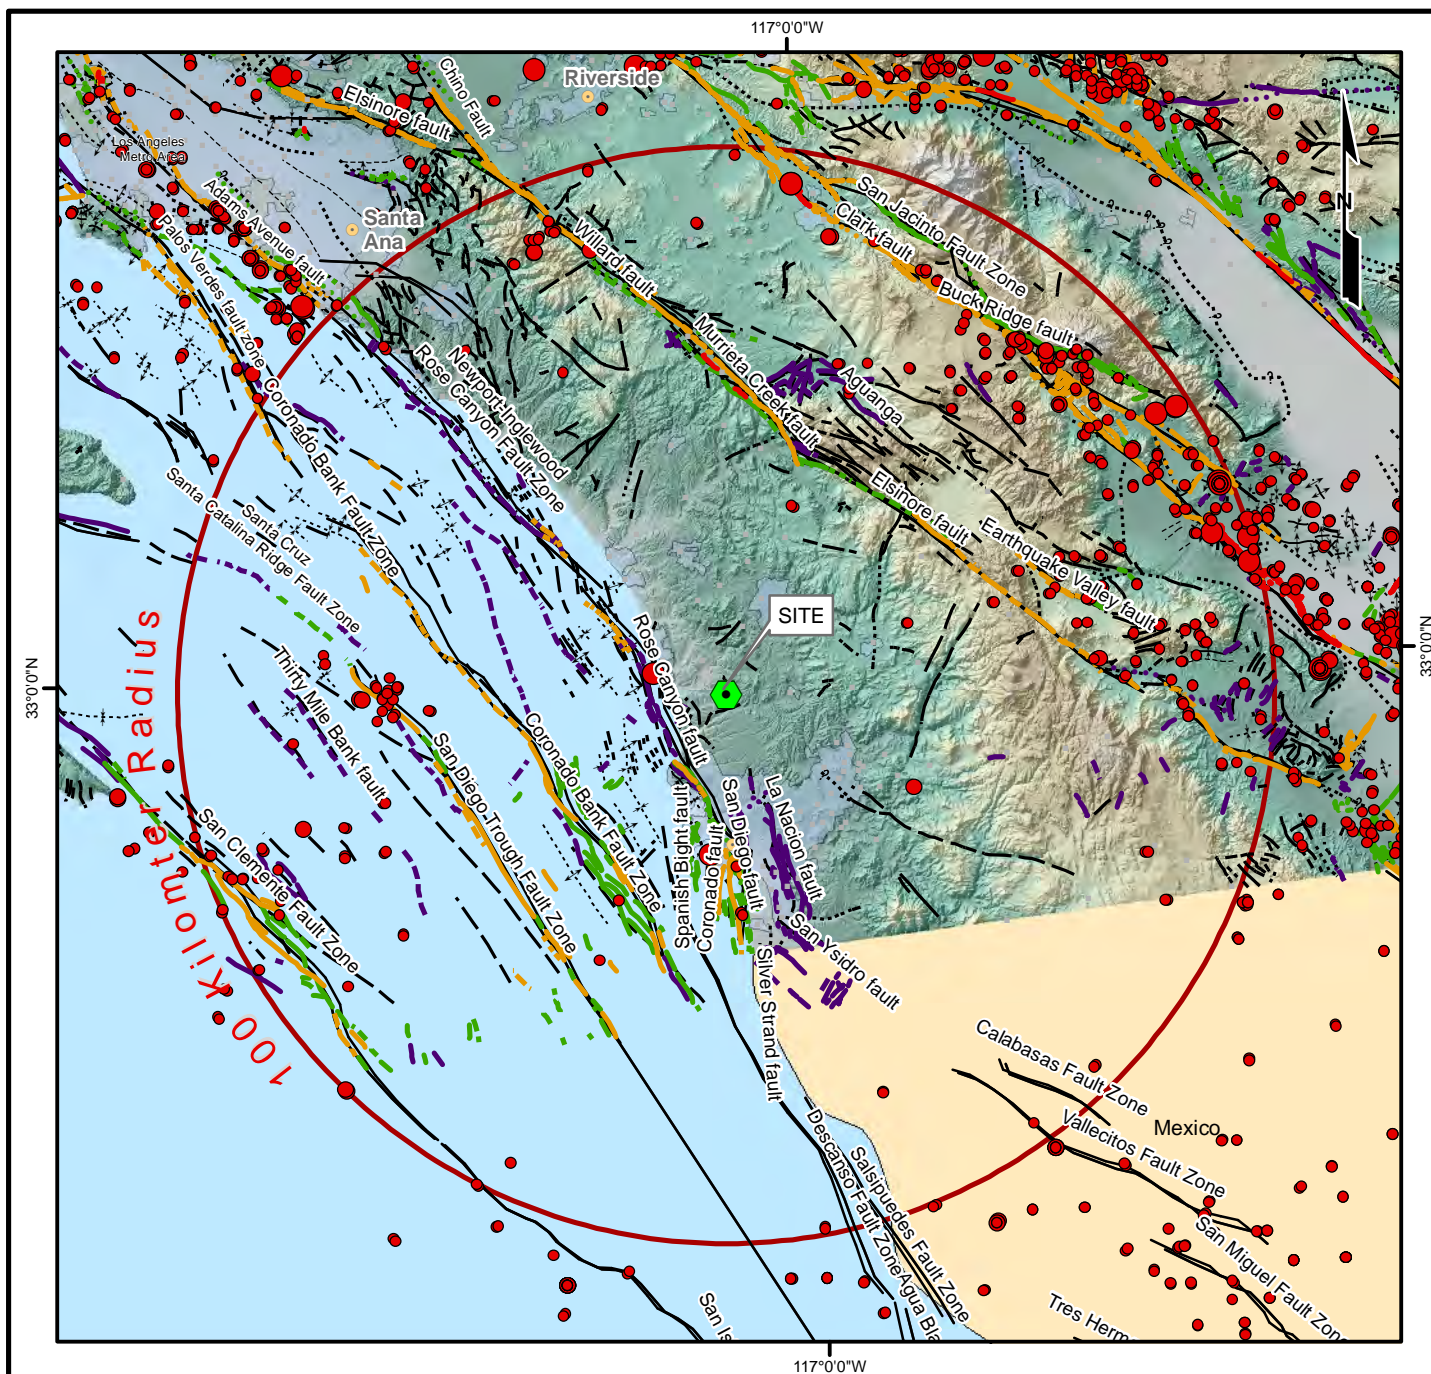 117°0'0"W
Chino Fault
Riverside
Elsinore fault
Los Angeles
Metro Area
N
Adams Avenue fault
Santa
Ana
San Jacinto Fault Zone
Clark fault
Palos Verdes fault zone
Willard fault
Buck Ridge fault
Murrieta Creek fault
Newport-Inglewood
Rose Canyon Fault Zone
Aguanga
Coronado Bank Fault Zone
Santa Cruz
Santa Catalina Ridge Fault Zone
Elsinore fault
Earthquake Valley fault
SITE
33°0'0"N
33°0'0"N
Rose Canyon fault
Thirty Mile Bank fault
100 Kilomter Radius
San Diego Trough Fault Zone
Coronado Bank Fault Zone
Spanish Bight fault
Coronado fault
San Diego fault
La Nacion fault
San Clemente Fault Zone
San Ysidro fault
Silver Strand fault
Calabasas Fault Zone
Mexico
Vallecitos Fault Zone
Descanso Fault Zone
Salsipuedes Fault Zone
San Miguel Fault Zone
Agua Bla
San Is
Tres Herm
117°0'0"W